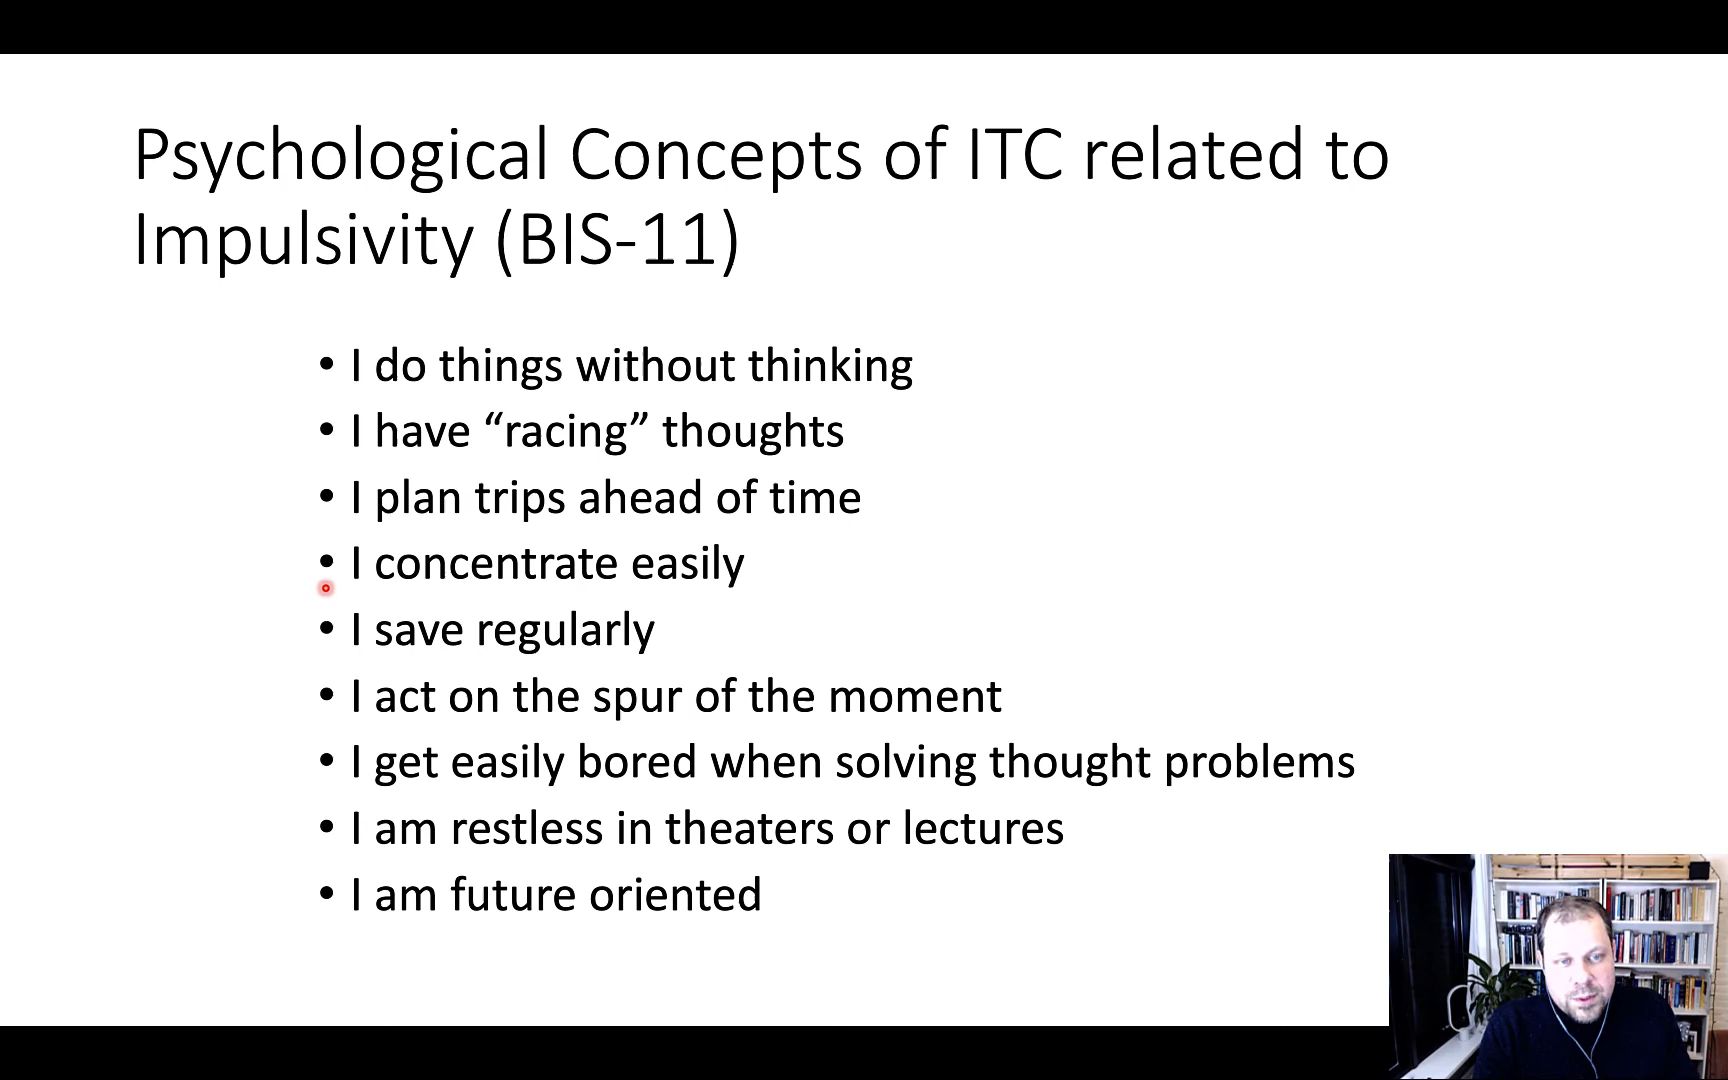 Psychological Concepts of ITC related to
Impulsivity (BIS-11)
• I do things without thinking
• I have “racing” thoughts
• I plan trips ahead of time
• I concentrate easily
• I save regularly
• I act on the spur of the moment
• I get easily bored when solving thought problems
• I am restless in theaters or lectures
• I am future oriented